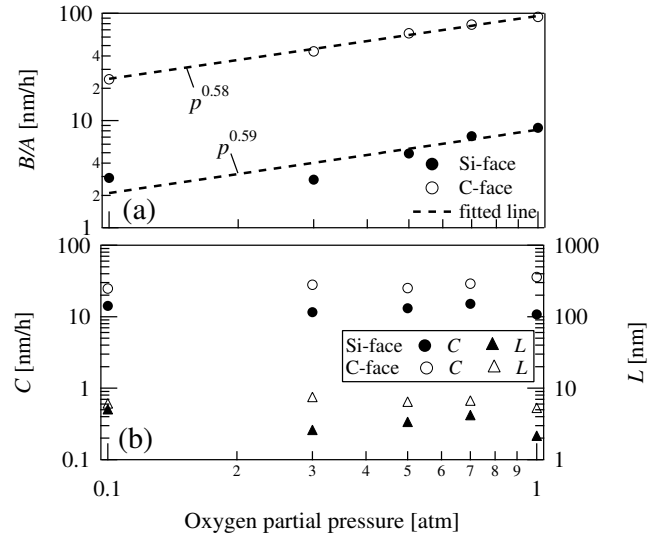 100
6
4
2
10
6
4
2
1
B/A [nm/h]
p^0.58
p^0.59
(a)
Si-face
C-face
fitted line
100
10
1
0.1
C [nm/h]
1000
100
10
1
L [nm]
Si-face C L
C-face C L
(b)
0.1 2 3 4 5 6 7 8 9 1
Oxygen partial pressure [atm]